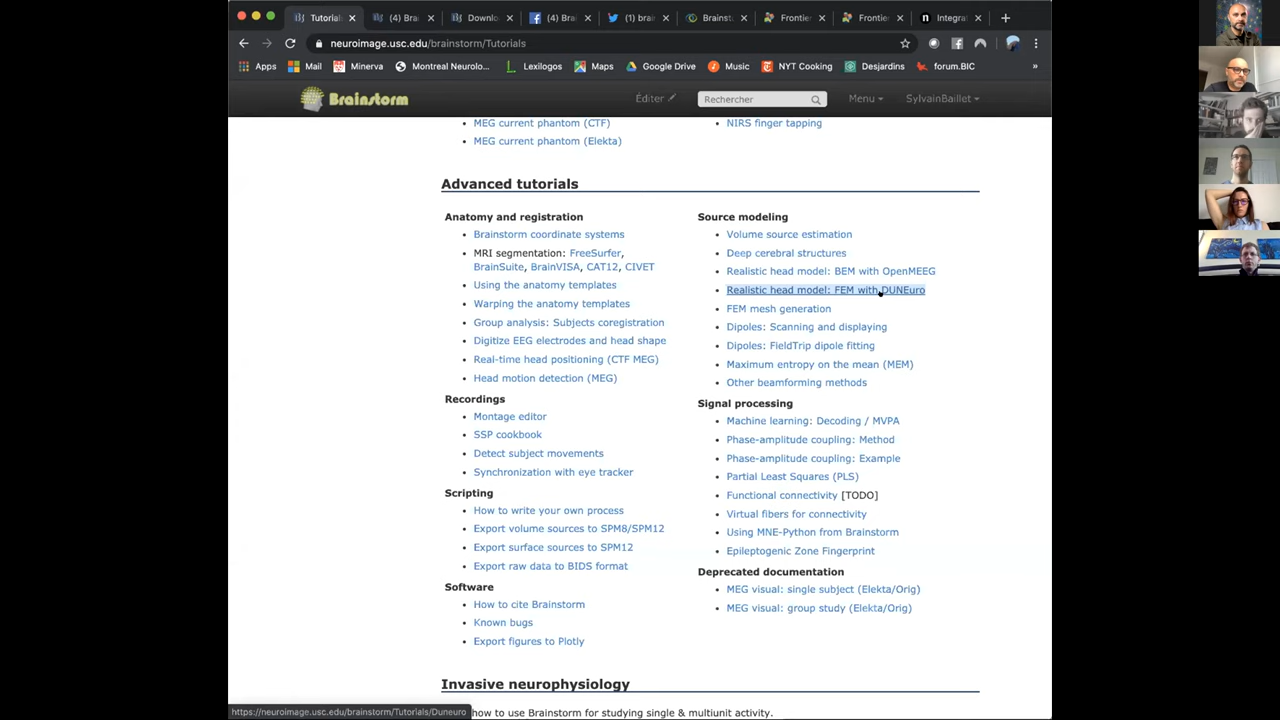 Tutorials
(4) Bra
Downlo
(4) Bra
(1) brai
Brainst
Frontie
Frontie
Integrat
neuroimage.usc.edu/brainstorm/Tutorials
Apps Mail Minerva Montreal Neurolo... Lexilogos Maps Google Drive Music NYT Cooking Desjardins forum.BIC »
Brainstorm Éditer Rechercher Menu SylvainBaillet
MEG current phantom (CTF)
MEG current phantom (Elekta)
NIRS finger tapping
Advanced tutorials
Anatomy and registration
Brainstorm coordinate systems
MRI segmentation: FreeSurfer,
BrainSuite, BrainVISA, CAT12, CIVET
Using the anatomy templates
Warping the anatomy templates
Group analysis: Subjects coregistration
Digitize EEG electrodes and head shape
Real-time head positioning (CTF MEG)
Head motion detection (MEG)
Recordings
Montage editor
SSP cookbook
Detect subject movements
Synchronization with eye tracker
Scripting
How to write your own process
Export volume sources to SPM8/SPM12
Export surface sources to SPM12
Export raw data to BIDS format
Software
How to cite Brainstorm
Known bugs
Export figures to Plotly
Source modeling
Volume source estimation
Deep cerebral structures
Realistic head model: BEM with OpenMEEG
Realistic head model: FEM with DUNEuro
FEM mesh generation
Dipoles: Scanning and displaying
Dipoles: FieldTrip dipole fitting
Maximum entropy on the mean (MEM)
Other beamforming methods
Signal processing
Machine learning: Decoding / MVPA
Phase-amplitude coupling: Method
Phase-amplitude coupling: Example
Partial Least Squares (PLS)
Functional connectivity [TODO]
Virtual fibers for connectivity
Using MNE-Python from Brainstorm
Epileptogenic Zone Fingerprint
Deprecated documentation
MEG visual: single subject (Elekta/Orig)
MEG visual: group study (Elekta/Orig)
Invasive neurophysiology
how to use Brainstorm for studying single & multiunit activity.
https://neuroimage.usc.edu/brainstorm/Tutorials/Duneuro